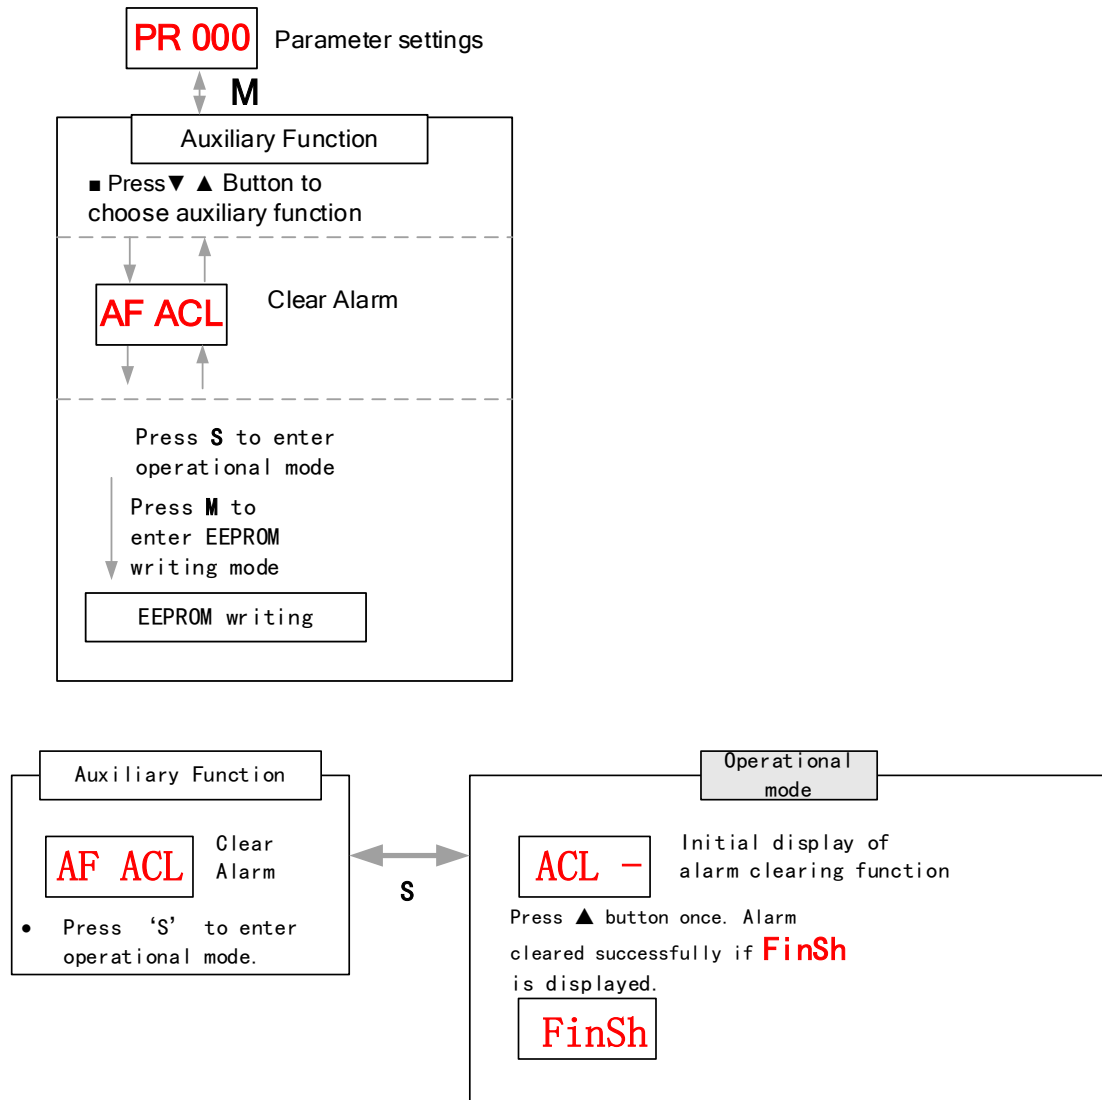 PR 000 Parameter settings
M
Auxiliary Function
■ Press▼ ▲ Button to
choose auxiliary function
AF ACL
Clear Alarm
Press S to enter
operational mode
Press M to
enter EEPROM
writing mode
EEPROM writing
Auxiliary Function
AF ACL
Clear
Alarm
• Press ‘S’ to enter
operational mode.
S
Operational
mode
ACL -
Initial display of
alarm clearing function
Press ▲ button once. Alarm
cleared successfully if FinSh
is displayed.
FinSh